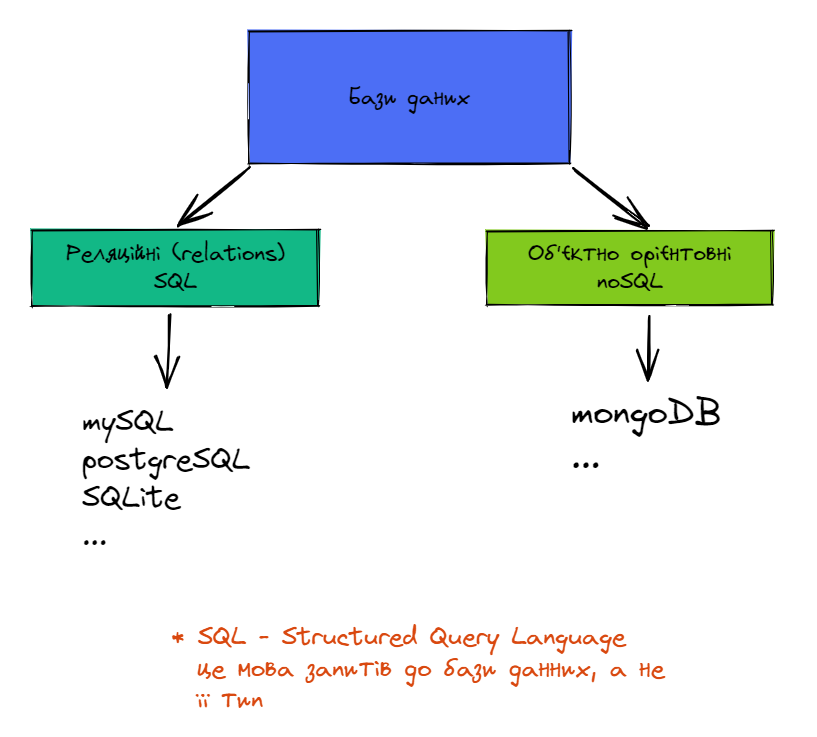 Бази даних
Реляційні (relations)
SQL
Об'єктно орієнтовні
noSQL
mySQL
postgreSQL
SQLite
...
mongoDB
...
* SQL - Structured Query Language
це мова запитів до бази данних, а не
її тип